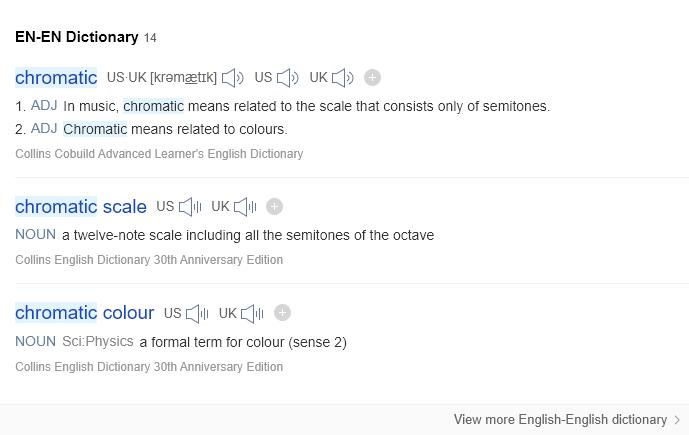 EN-EN Dictionary 14
chromatic US·UK [krəmætɪk] US UK
1. ADJ In music, chromatic means related to the scale that consists only of semitones.
2. ADJ Chromatic means related to colours.
Collins Cobuild Advanced Learner's English Dictionary
chromatic scale US UK
NOUN a twelve-note scale including all the semitones of the octave
Collins English Dictionary 30th Anniversary Edition
chromatic colour US UK
NOUN Sci:Physics a formal term for colour (sense 2)
Collins English Dictionary 30th Anniversary Edition
View more English-English dictionary